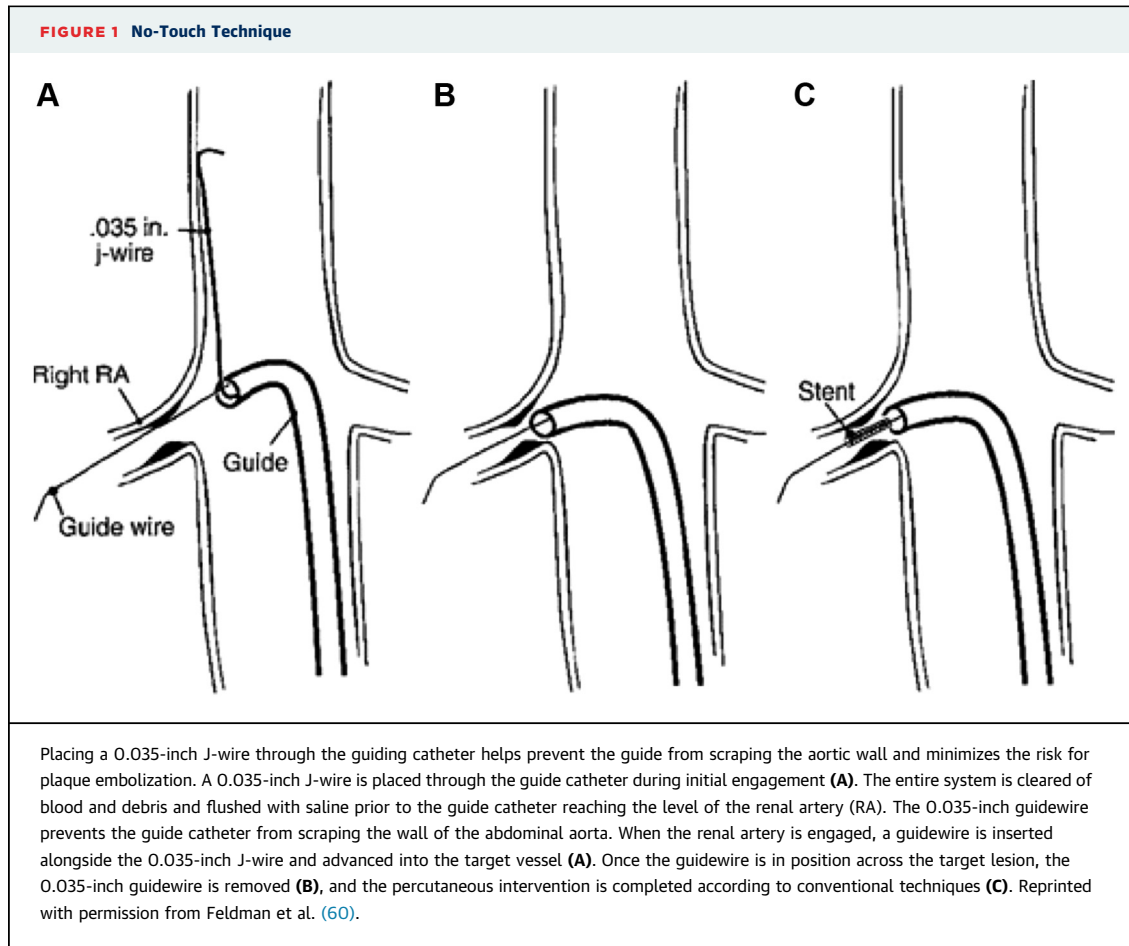 FIGURE 1 No-Touch Technique
A
B
C
.035 in.
j-wire
Right RA
Guide
Guide wire
Stent
Placing a 0.035-inch J-wire through the guiding catheter helps prevent the guide from scraping the aortic wall and minimizes the risk for
plaque embolization. A 0.035-inch J-wire is placed through the guide catheter during initial engagement (A). The entire system is cleared of
blood and debris and flushed with saline prior to the guide catheter reaching the level of the renal artery (RA). The 0.035-inch guidewire
prevents the guide catheter from scraping the wall of the abdominal aorta. When the renal artery is engaged, a guidewire is inserted
alongside the 0.035-inch J-wire and advanced into the target vessel (A). Once the guidewire is in position across the target lesion, the
0.035-inch guidewire is removed (B), and the percutaneous intervention is completed according to conventional techniques (C). Reprinted
with permission from Feldman et al. (60).